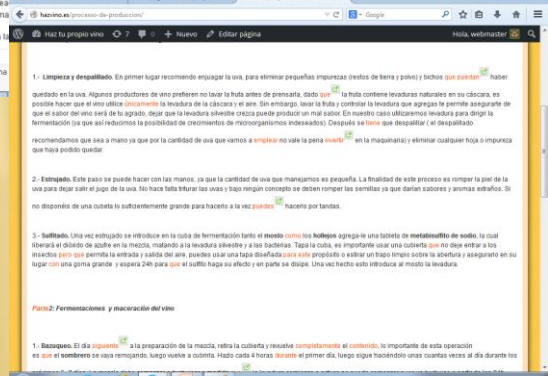 hazvino.es/proceso-de-produccion/
Google
Haz tu propio vino 7 0 + Nuevo Editar página Hola, webmaster
1.- Limpieza y despalillado. En primer lugar recomiendo enjuagar la uva, para eliminar pequeñas impurezas (restos de tierra y polvo) y bichos que puedan haber
quedado en la uva. Algunos productores de vino prefieren no lavar la fruta antes de prensarla, dado que la fruta contiene levaduras naturales en su cáscara, es
posible hacer que el vino utilice únicamente la levadura de la cáscara y el aire. Sin embargo, lavar la fruta y controlar la levadura que agregas te permite asegurarte de
que el sabor del vino será de tu agrado, dejar que la levadura silvestre crezca puede producir un mal sabor. En nuestro caso utilizaremos levadura para dirigir la
fermentación (ya que así reducimos la posibilidad de crecimientos de microorganismos indeseados). Después se tiene que despalillar ( el despalillado
recomendamos que sea a mano ya que por la cantidad de uva que vamos a emplear no vale la pena invertir en la maquinaria) y eliminar cualquier hoja o impureza
que haya podido quedar.
2.- Estrujado. Este paso se puede hacer con las manos, ya que la cantidad de uva que manejamos es pequeña. La finalidad de este proceso es romper la piel de la
uva para dejar salir el jugo de la uva. No hace falta triturar las uvas y bajo ningún concepto se deben romper las semillas ya que darían sabores y aromas extraños. Si
no disponéis de una cubeta lo suficientemente grande para hacerlo a la vez puedes hacerlo por tandas.
3.- Sulfitado. Una vez estrujado se introduce en la cuba de fermentación tanto el mosto como los hollejos agrega-le una tableta de metabisulfito de sodio, la cual
liberará el dióxido de azufre en la mezcla, matando a la levadura silvestre y a las bacterias. Tapa la cuba, es importante usar una cubierta que no deje entrar a los
insectos pero que permita la entrada y salida del aire, puedes usar una tapa diseñada para este propósito o estirar un trapo limpio sobre la abertura y asegurarlo en su
lugar con una goma grande y espera 24h para que el sulfito haga su efecto y en parte se disipe. Una vez hecho esto introduce al mosto la levadura.
Parte2: Fermentaciones y maceración del vino
1.- Bazuqueo. El día siguiente a la preparación de la mezcla, retira la cubierta y revuelve completamente el contenido, lo importante de esta operación
es que el sombrero se vaya remojando, luego vuelve a cubrirla. Hazlo cada 4 horas durante el primer día, luego sigue haciéndolo unas cuantas veces al día durante los